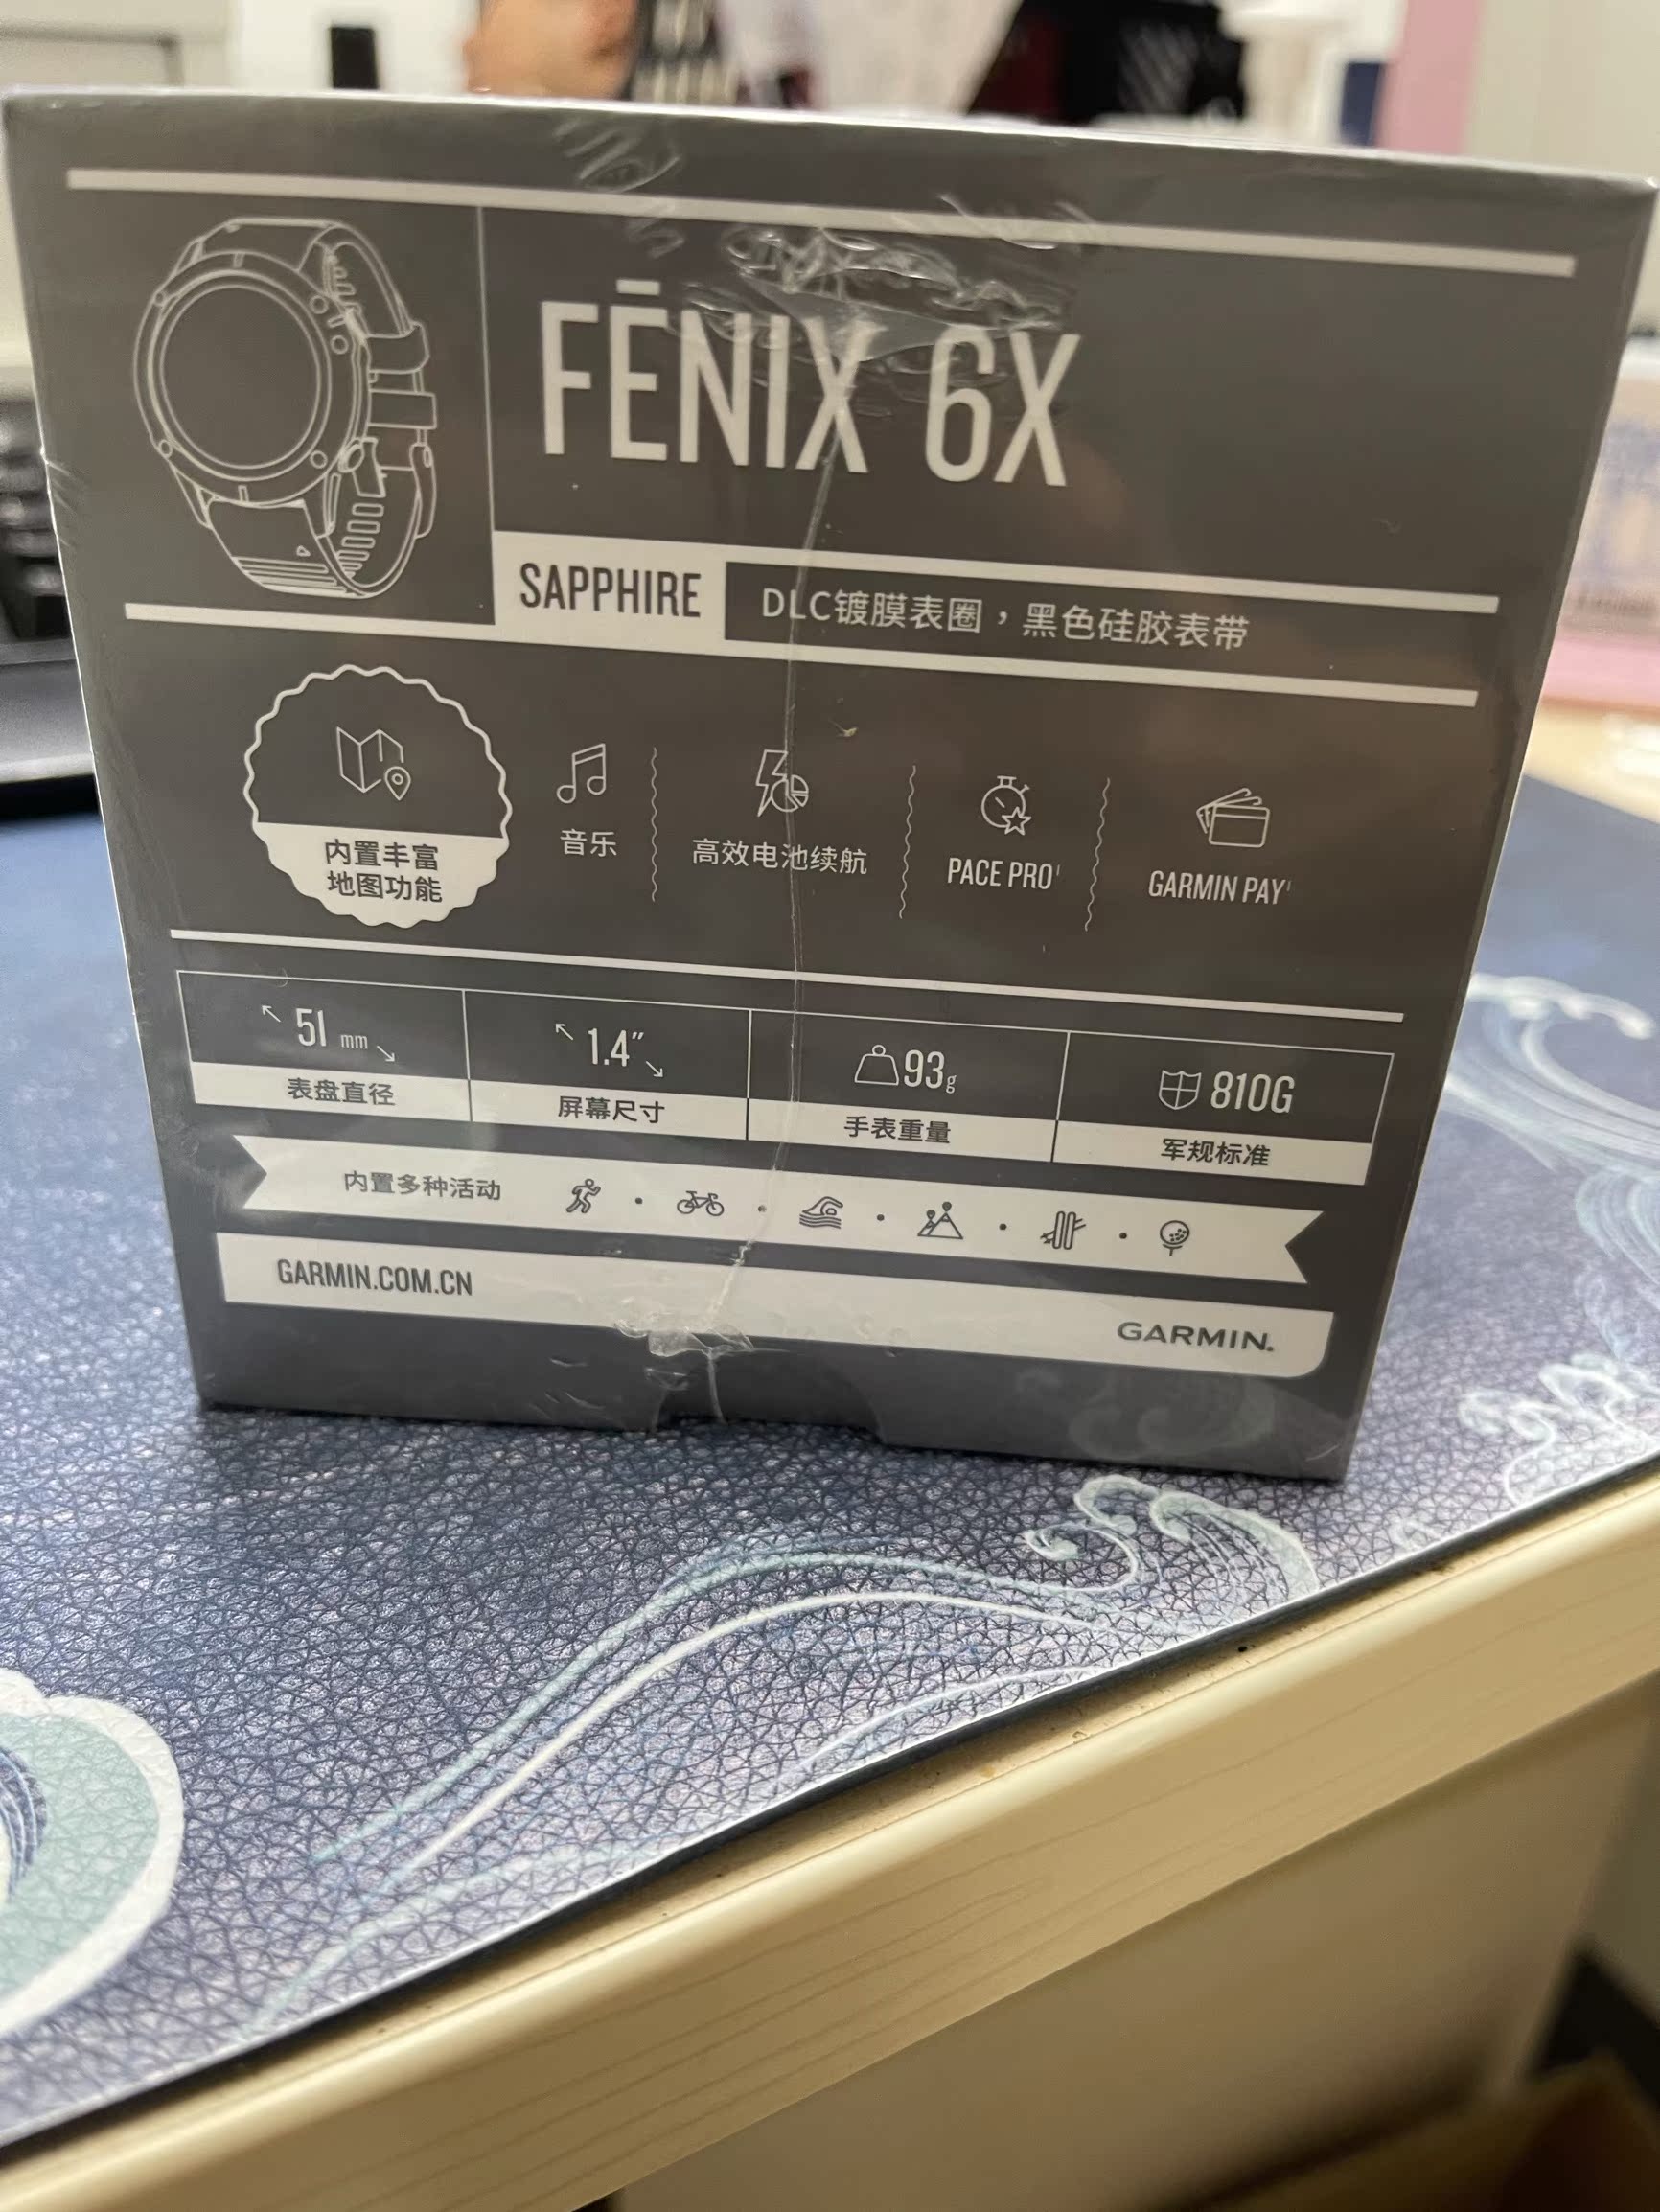 FĒNIX 6X
SAPPHIRE
DLC镀膜表圈，黑色硅胶表带
内置丰富
地图功能
音乐
高效电池续航
PACE PRO
GARMIN PAY
51 mm
表盘直径
1.4″
屏幕尺寸
93g
手表重量
810G
军规标准
内置多种活动
GARMIN.COM.CN
GARMIN.